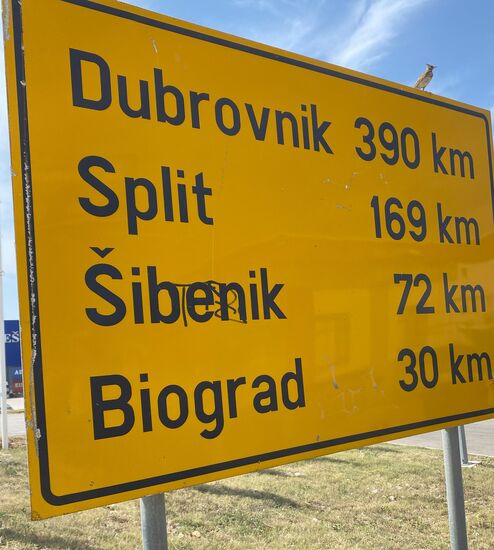 Dubrovnik 390 km
Split 169 km
Šibenik 72 km
Biograd 30 km